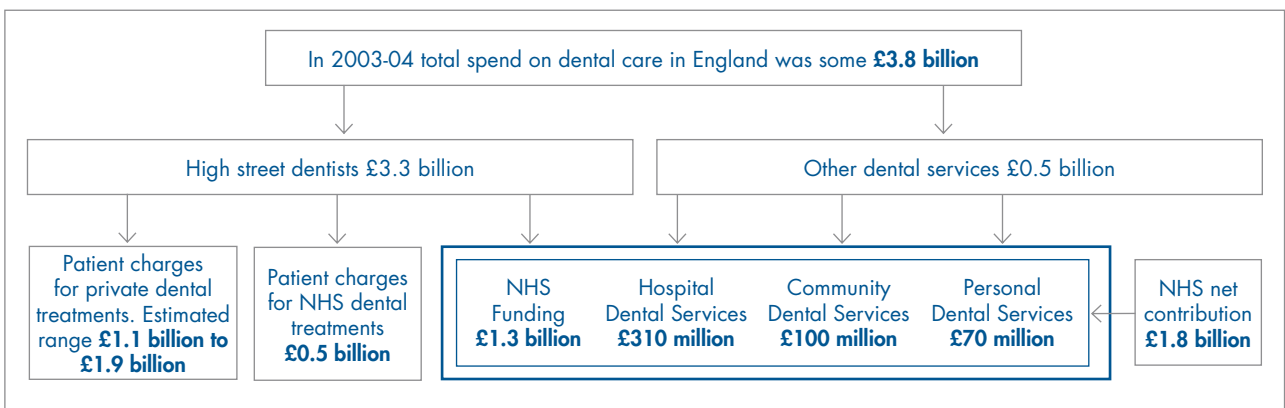 In 2003-04 total spend on dental care in England was some £3.8 billion
High street dentists £3.3 billion
Other dental services £0.5 billion
Patient charges
for private dental
treatments. Estimated
range £1.1 billion to
£1.9 billion
Patient charges
for NHS dental
treatments
£0.5 billion
NHS
Funding
£1.3 billion
Hospital
Dental Services
£310 million
Community
Dental Services
£100 million
Personal
Dental Services
£70 million
NHS net
contribution
£1.8 billion